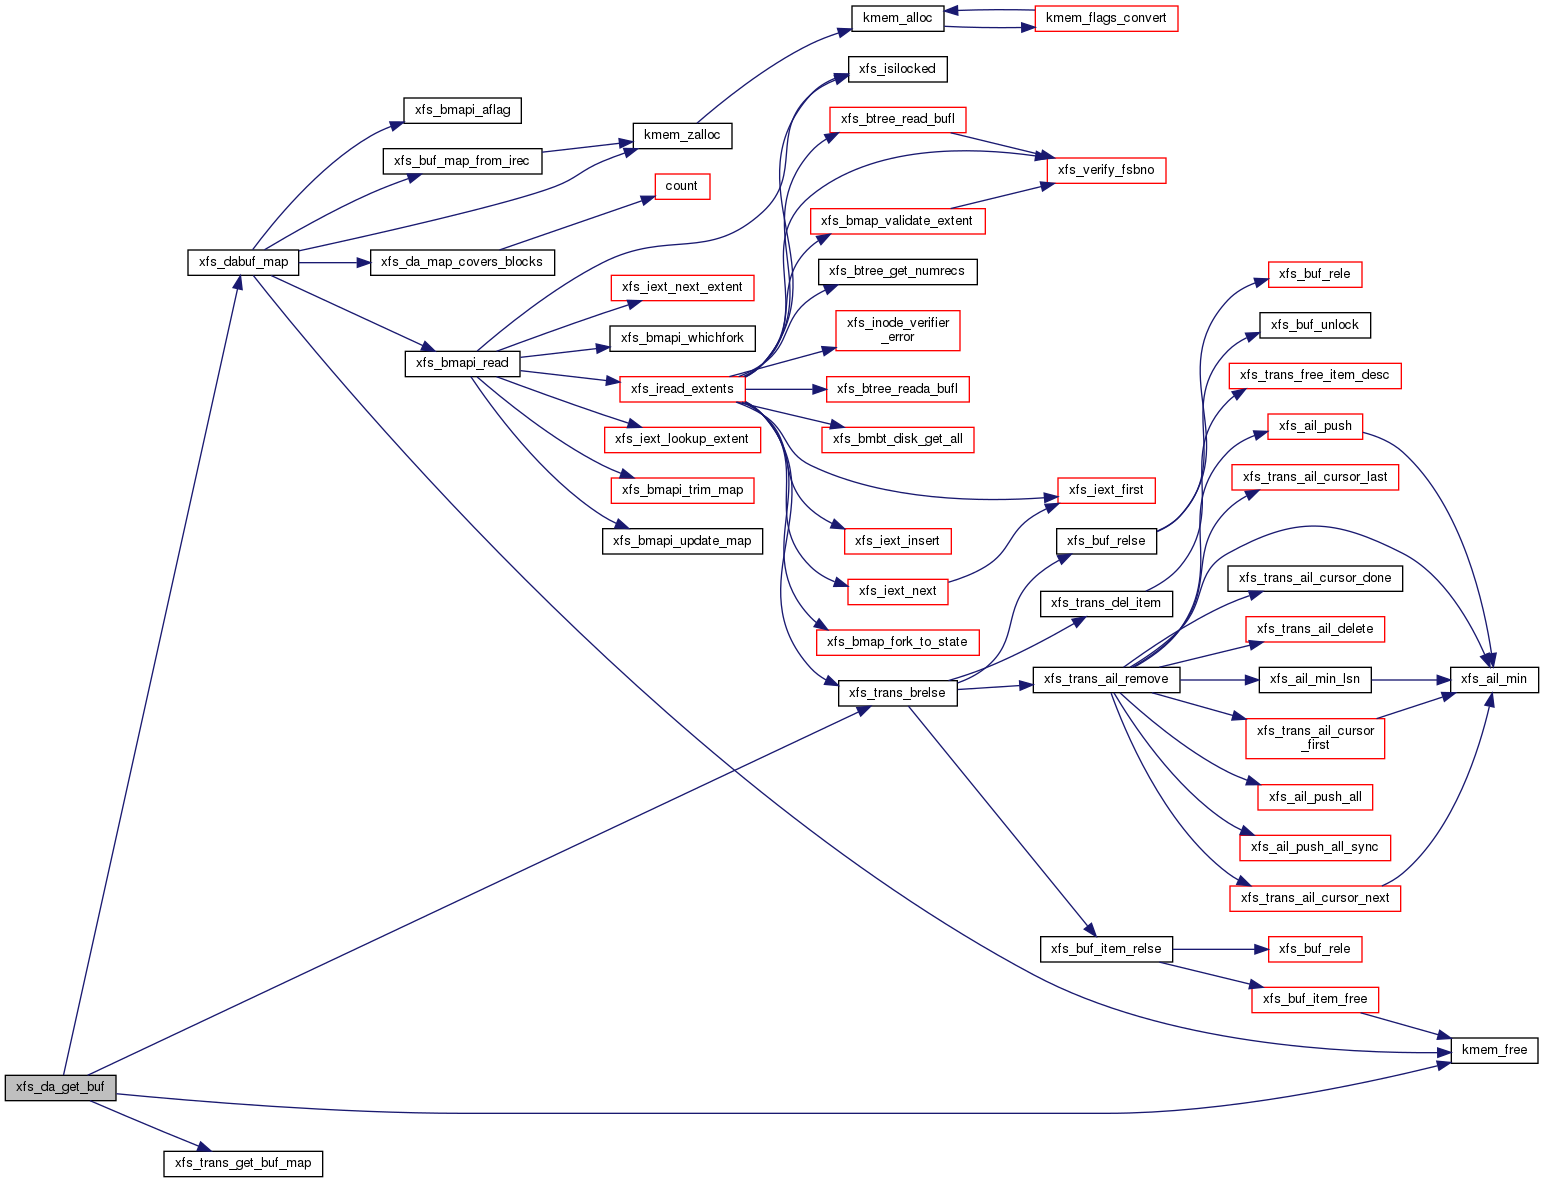 kmem_alloc
kmem_flags_convert
xfs_isilocked
xfs_bmapi_aflag
xfs_btree_read_bufl
kmem_zalloc
xfs_buf_map_from_irec
xfs_verify_fsbno
count
xfs_bmap_validate_extent
xfs_dabuf_map
xfs_da_map_covers_blocks
xfs_btree_get_numrecs
xfs_buf_rele
xfs_iext_next_extent
xfs_inode_verifier
_error
xfs_buf_unlock
xfs_bmapi_whichfork
xfs_bmapi_read
xfs_trans_free_item_desc
xfs_iread_extents
xfs_btree_reada_bufl
xfs_ail_push
xfs_iext_lookup_extent
xfs_bmbt_disk_get_all
xfs_trans_ail_cursor_last
xfs_bmapi_trim_map
xfs_iext_first
xfs_bmapi_update_map
xfs_iext_insert
xfs_buf_relse
xfs_trans_ail_cursor_done
xfs_iext_next
xfs_trans_del_item
xfs_trans_ail_delete
xfs_bmap_fork_to_state
xfs_trans_brelse
xfs_trans_ail_remove
xfs_ail_min_lsn
xfs_ail_min
xfs_trans_ail_cursor
_first
xfs_ail_push_all
xfs_ail_push_all_sync
xfs_trans_ail_cursor_next
xfs_buf_item_relse
xfs_buf_rele
xfs_buf_item_free
kmem_free
xfs_da_get_buf
xfs_trans_get_buf_map